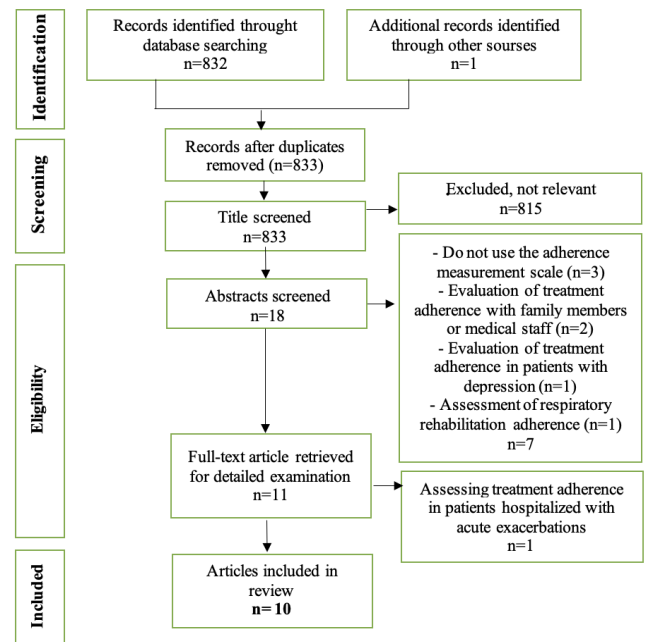 Identification
Records identified throught
database searching
n=832
Additional records identified
through other sourses
n=1
Screening
Records after duplicates
removed (n=833)
Title screened
n=833
Excluded, not relevant
n=815
Eligibility
Abstracts screened
n=18
- Do not use the adherence
measurement scale (n=3)
- Evaluation of treatment
adherence with family members
or medical staff (n=2)
- Evaluation of treatment
adherence in patients with
depression (n=1)
- Assessment of respiratory
rehabilitation adherence (n=1)
n=7
Full-text article retrieved
for detailed examination
n=11
Assessing treatment adherence
in patients hospitalized with
acute exacerbations
n=1
Included
Articles included in
review
n=10